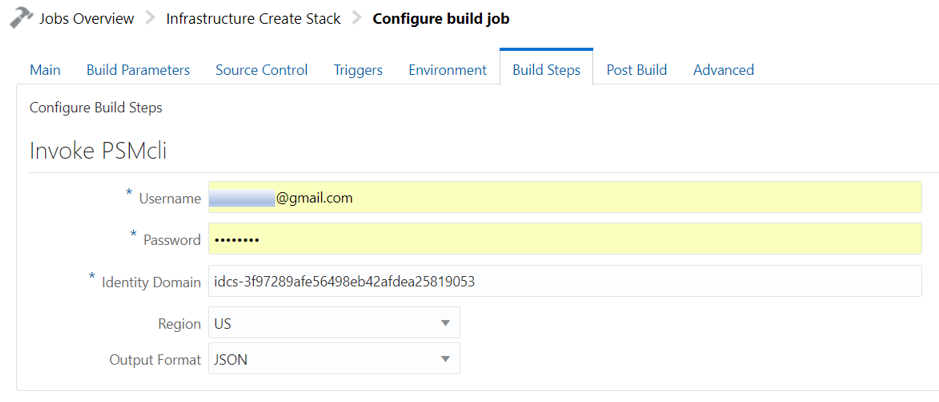 Jobs Overview > Infrastructure Create Stack > Configure build job
Main Build Parameters Source Control Triggers Environment Build Steps Post Build Advanced
Configure Build Steps
Invoke PSMcli
* Username @gmail.com
* Password ••••••••
* Identity Domain idcs-3f97289afe56498eb42afdea25819053
Region US
Output Format JSON